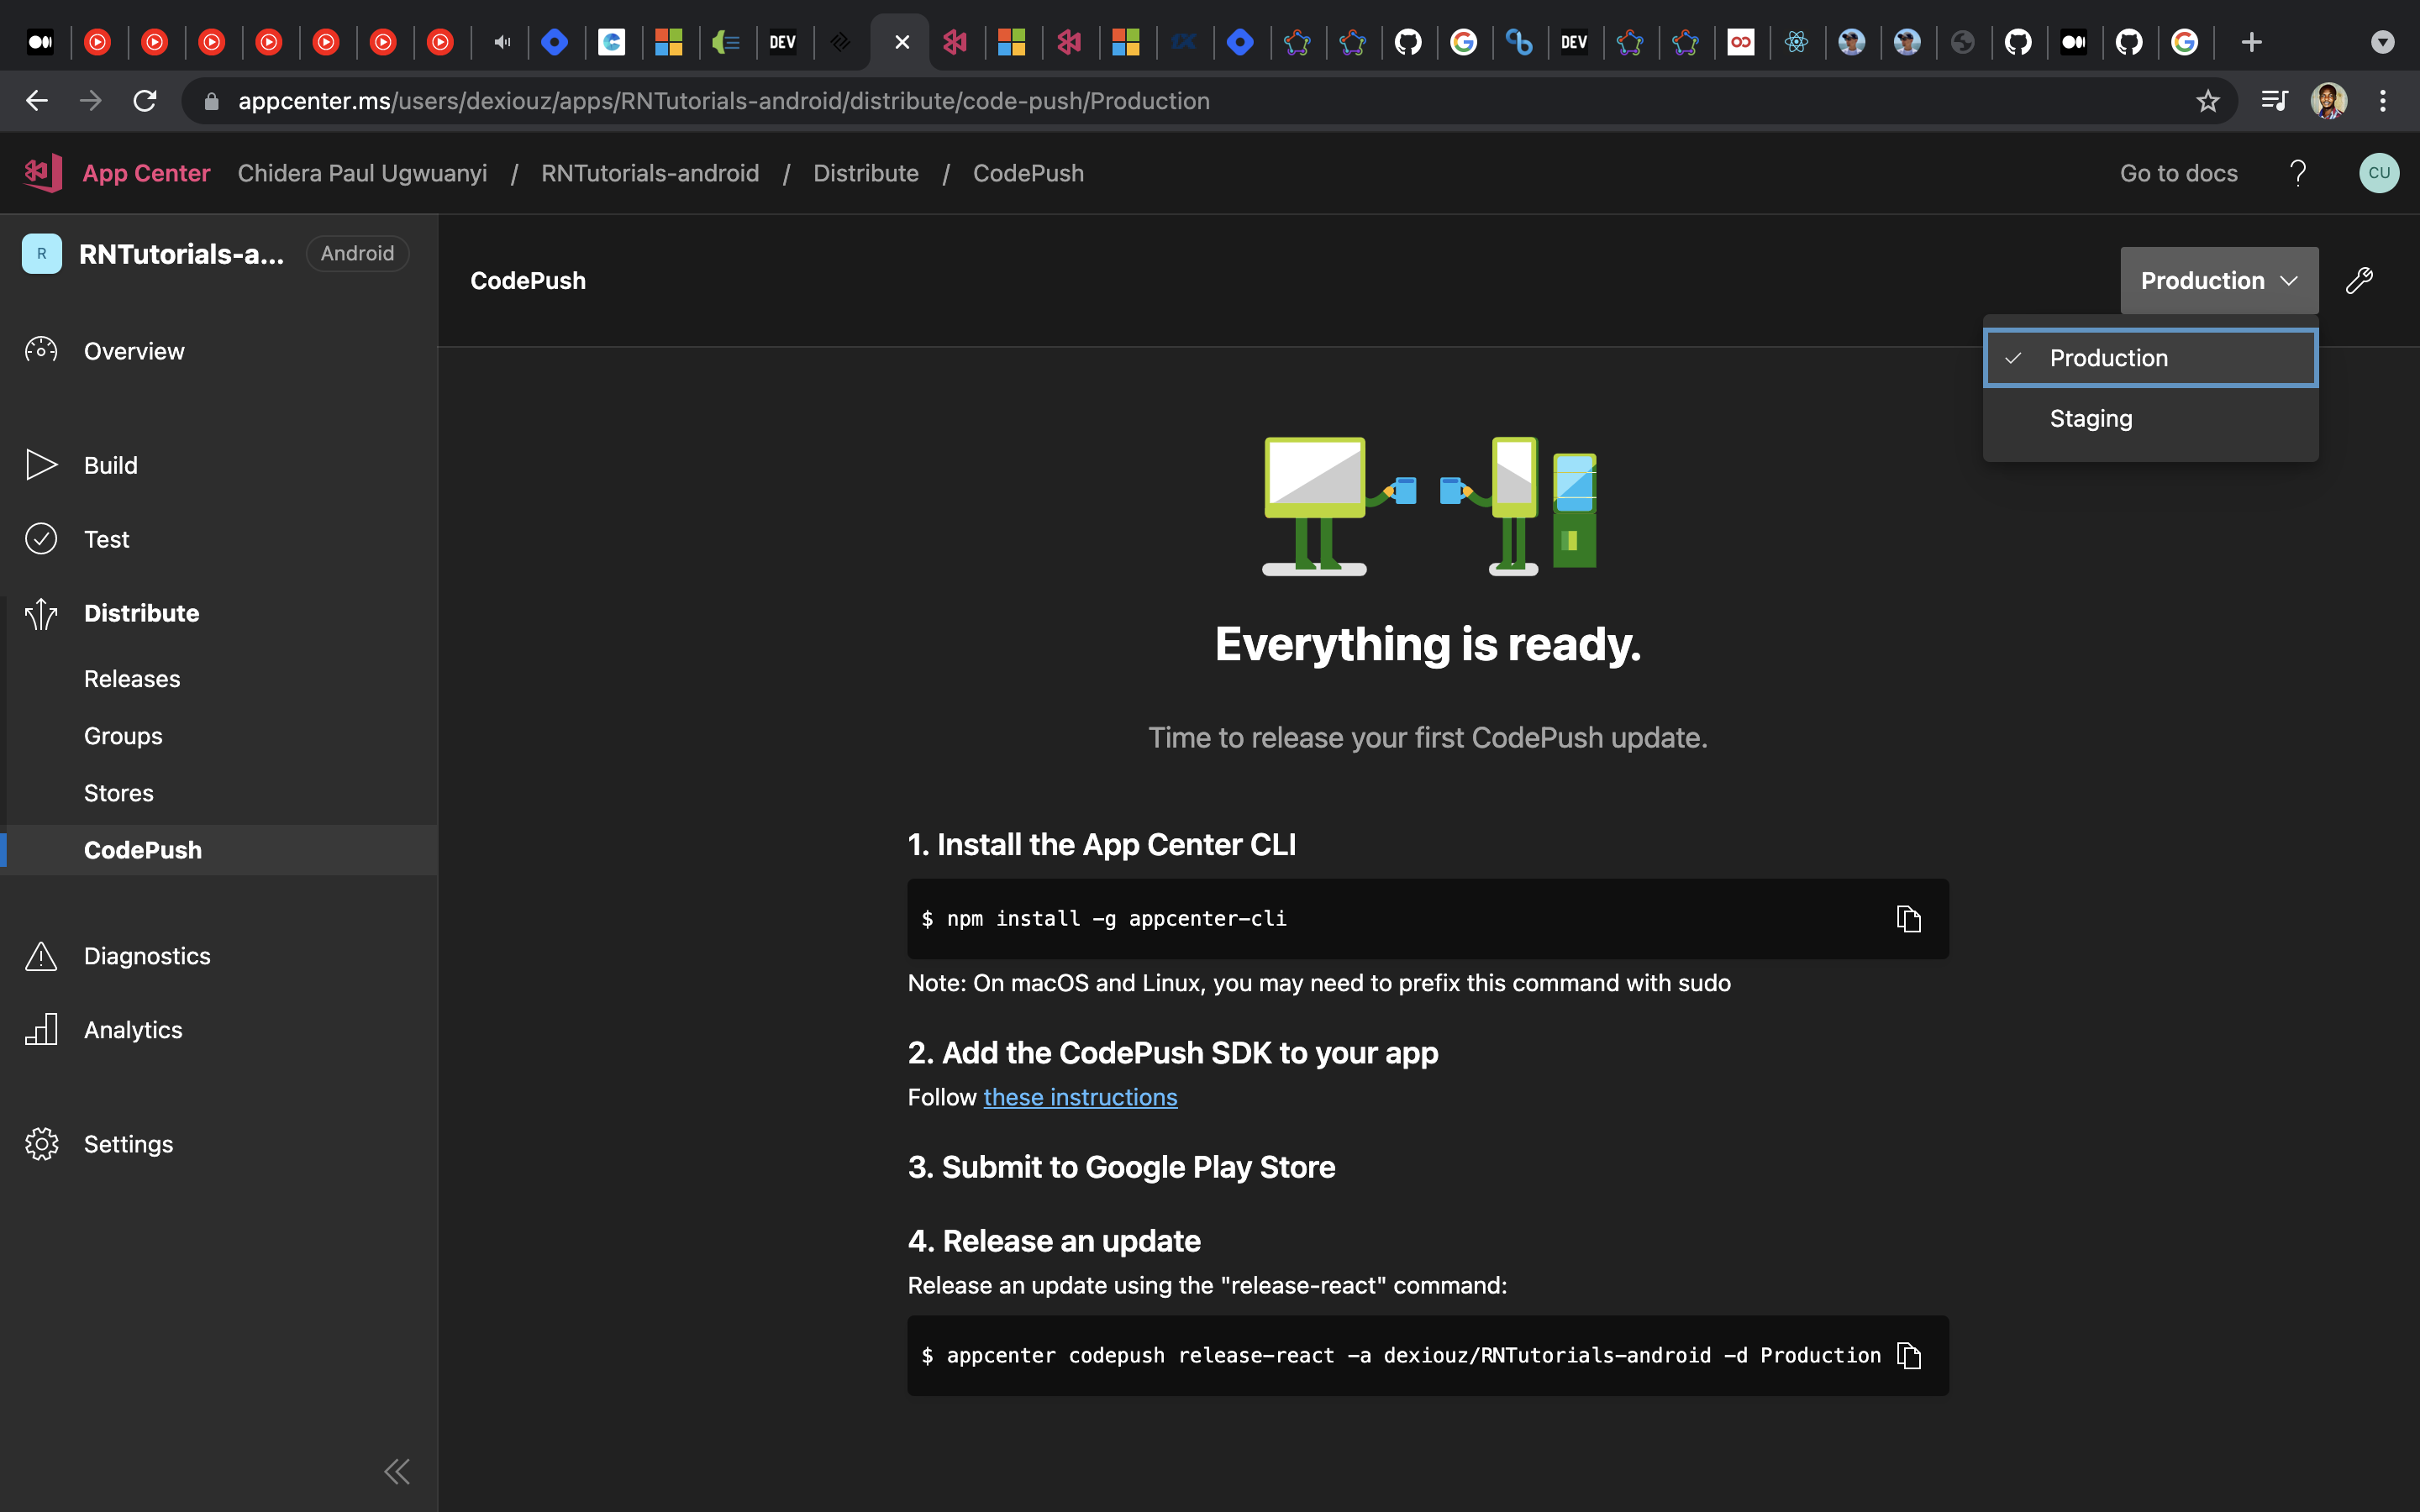 DEV
DEV
appcenter.ms/users/dexiouz/apps/RNTutorials-android/distribute/code-push/Production
App Center
Chidera Paul Ugwuanyi / RNTutorials-android / Distribute / CodePush
Go to docs
?
CU
R
RNTutorials-a...
Android
Overview
Build
Test
Distribute
Releases
Groups
Stores
CodePush
Diagnostics
Analytics
Settings
CodePush
Production
Production
Staging
Everything is ready.
Time to release your first CodePush update.
1. Install the App Center CLI
$ npm install -g appcenter-cli
Note: On macOS and Linux, you may need to prefix this command with sudo
2. Add the CodePush SDK to your app
Follow these instructions
3. Submit to Google Play Store
4. Release an update
Release an update using the "release-react" command:
$ appcenter codepush release-react -a dexiouz/RNTutorials-android -d Production